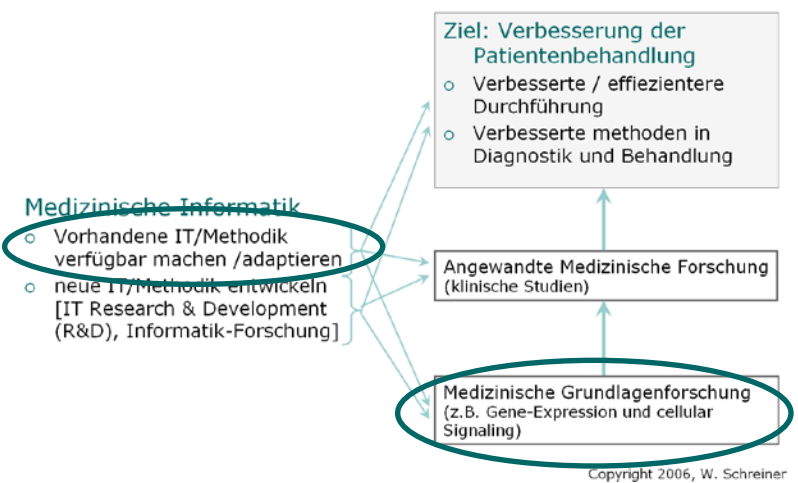 Ziel: Verbesserung der
Patientenbehandlung
o Verbesserte / effiezientere
Durchführung
o Verbesserte methoden in
Diagnostik und Behandlung
Medizinische Informatik
o Vorhandene IT/Methodik
verfügbar machen /adaptieren
o neue IT/Methodik entwickeln
[IT Research & Development
(R&D), Informatik-Forschung]
Angewandte Medizinische Forschung
(klinische Studien)
Medizinische Grundlagenforschung
(z.B. Gene-Expression und cellular
Signaling)
Copyright 2006, W. Schreiner